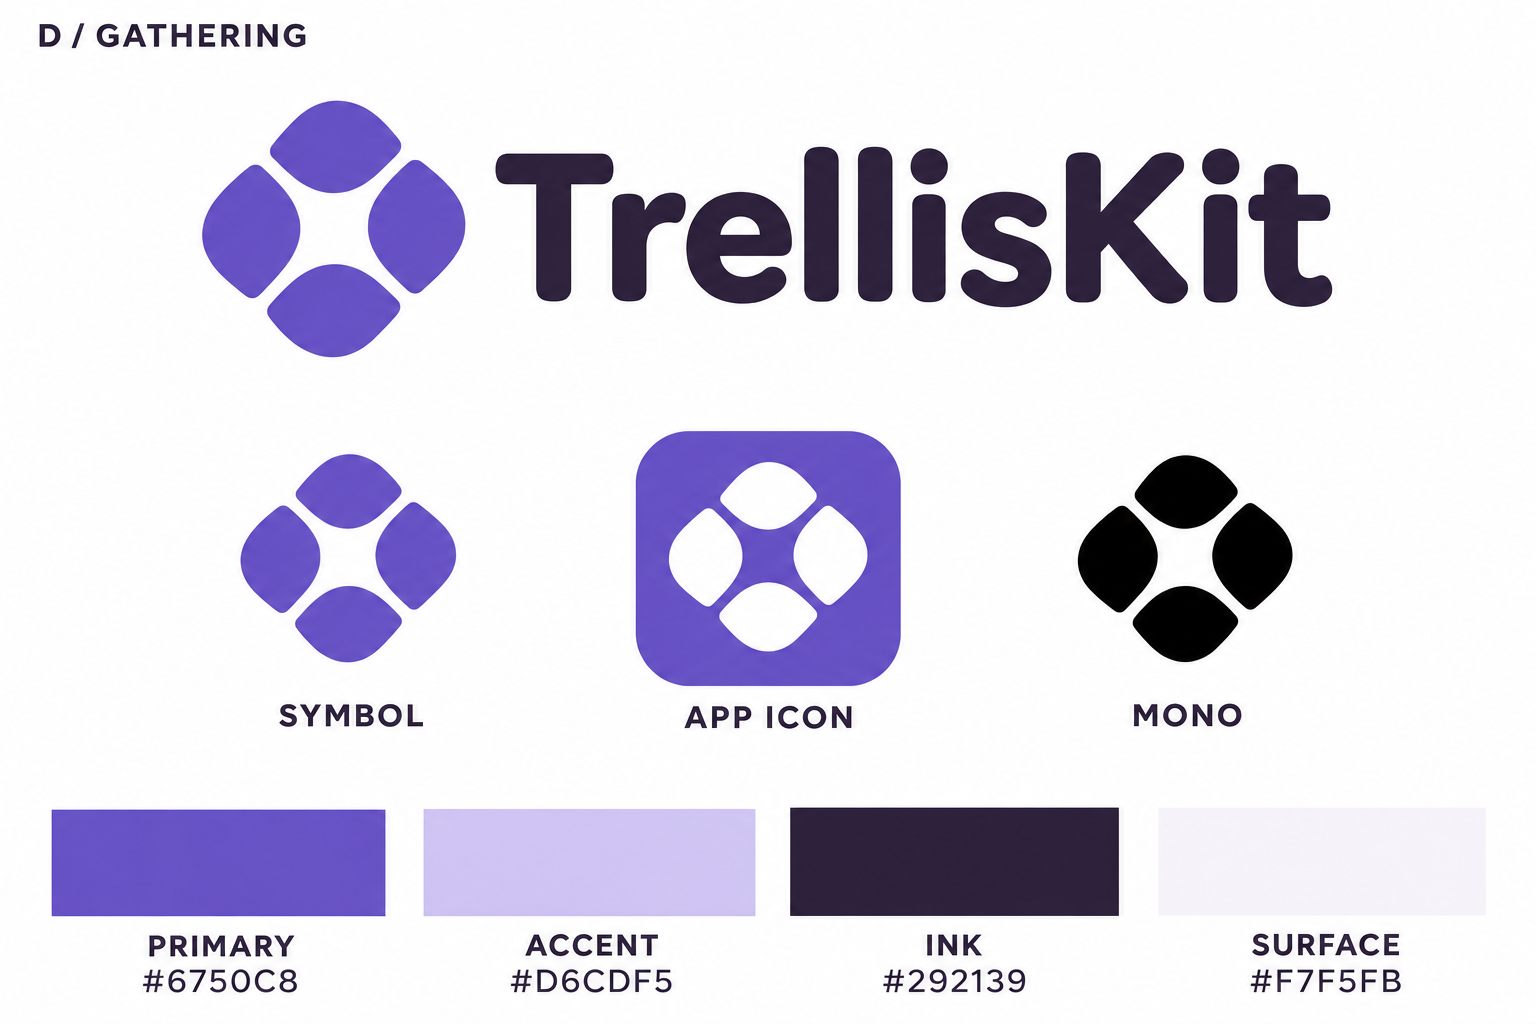 D / GATHERING
TrellisKit
SYMBOL
APP ICON
MONO
PRIMARY
#6750C8
ACCENT
#D6CDF5
INK
#292139
SURFACE
#F7F5FB